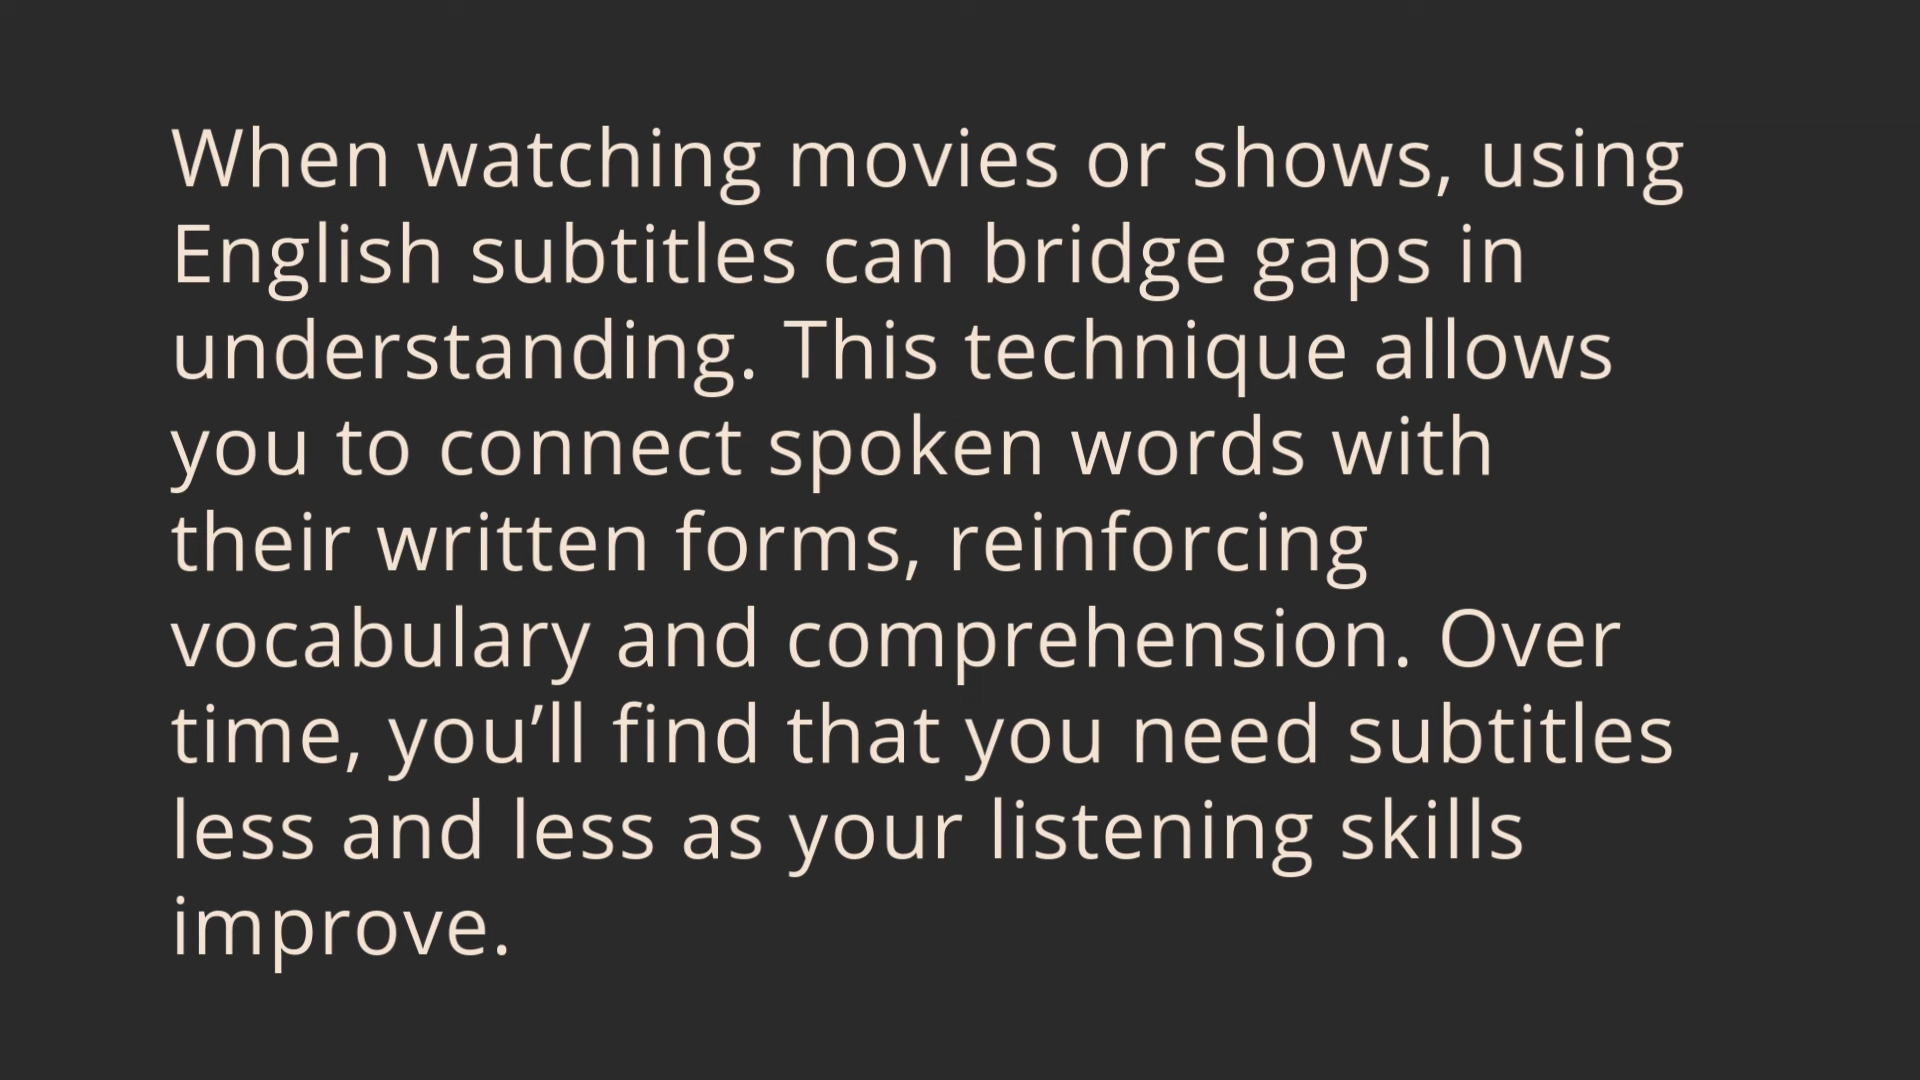 When watching movies or shows, using
English subtitles can bridge gaps in
understanding. This technique allows
you to connect spoken words with
their written forms, reinforcing
vocabulary and comprehension. Over
time, you’ll find that you need subtitles
less and less as your listening skills
improve.